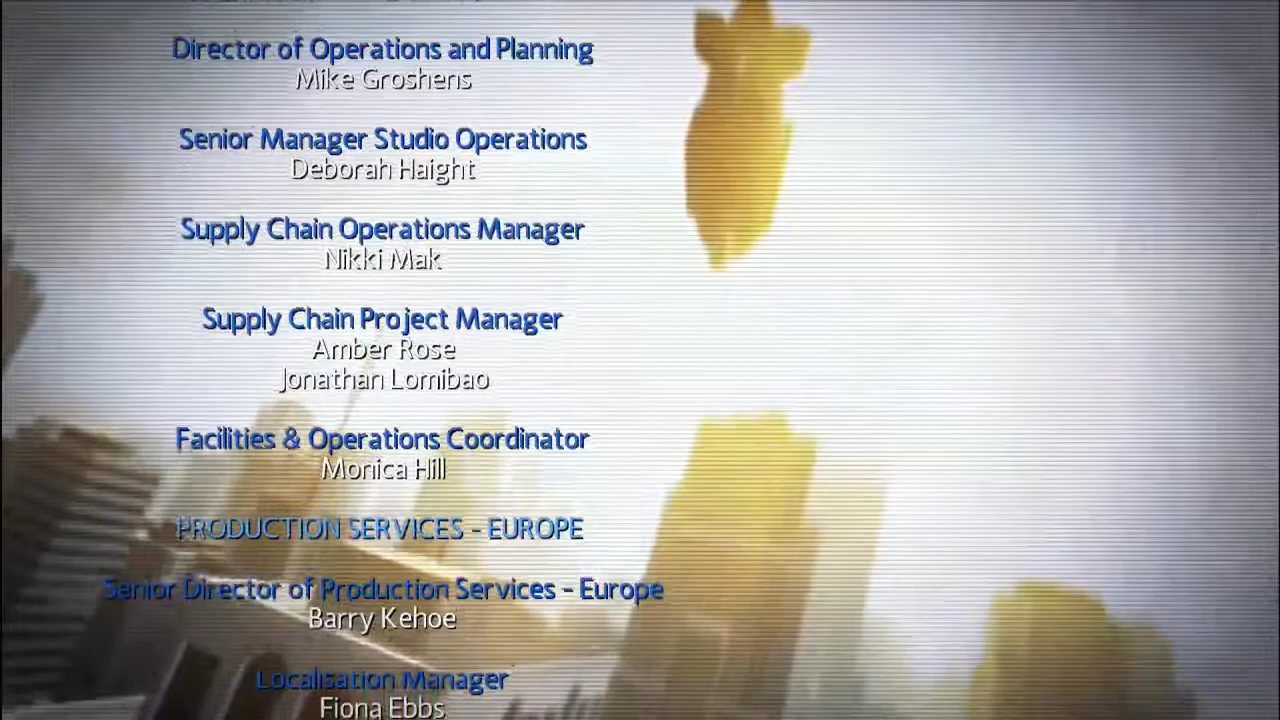 Director of Operations and Planning
Mike Groshens
Senior Manager Studio Operations
Deborah Haight
Supply Chain Operations Manager
Nikki Mak
Supply Chain Project Manager
Amber Rose
Jonathan Lomibao
Facilities & Operations Coordinator
Monica Hill
PRODUCTION SERVICES - EUROPE
Senior Director of Production Services - Europe
Barry Kehoe
Localisation Manager
Fiona Ebbs